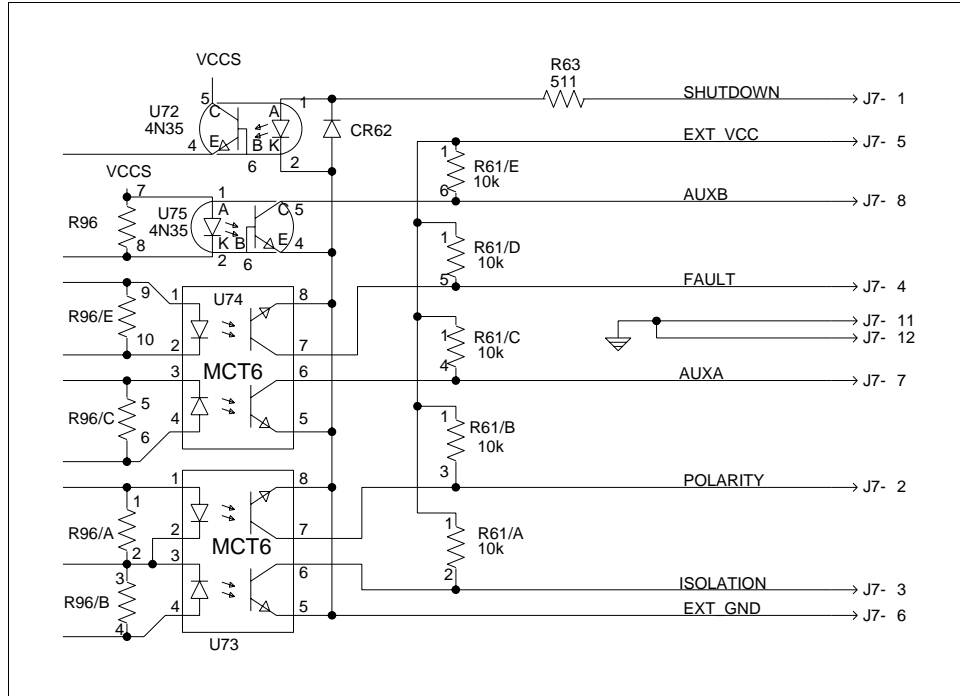 VCCS
R63
511
SHUTDOWN
J7- 1
5
C
A
1
U72
4N35
CR62
4
E
B
K
6
2
EXT_VCC
J7- 5
1
R61/E
10k
6
VCCS
7
1
AUXB
J7- 8
R96
U75
4N35
A
C
5
8
K
B
E
4
2
6
1
R61/D
10k
5
FAULT
J7- 4
9
1
U74
8
R96/E
10
2
7
MCT6
J7- 11
J7- 12
1
R61/C
10k
4
3
6
AUXA
J7- 7
R96/C
5
6
4
5
1
R61/B
10k
3
1
8
POLARITY
J7- 2
R96/A
1
2
2
7
MCT6
1
R61/A
10k
2
3
3
6
ISOLATION
J7- 3
R96/B
4
4
5
EXT_GND
J7- 6
U73